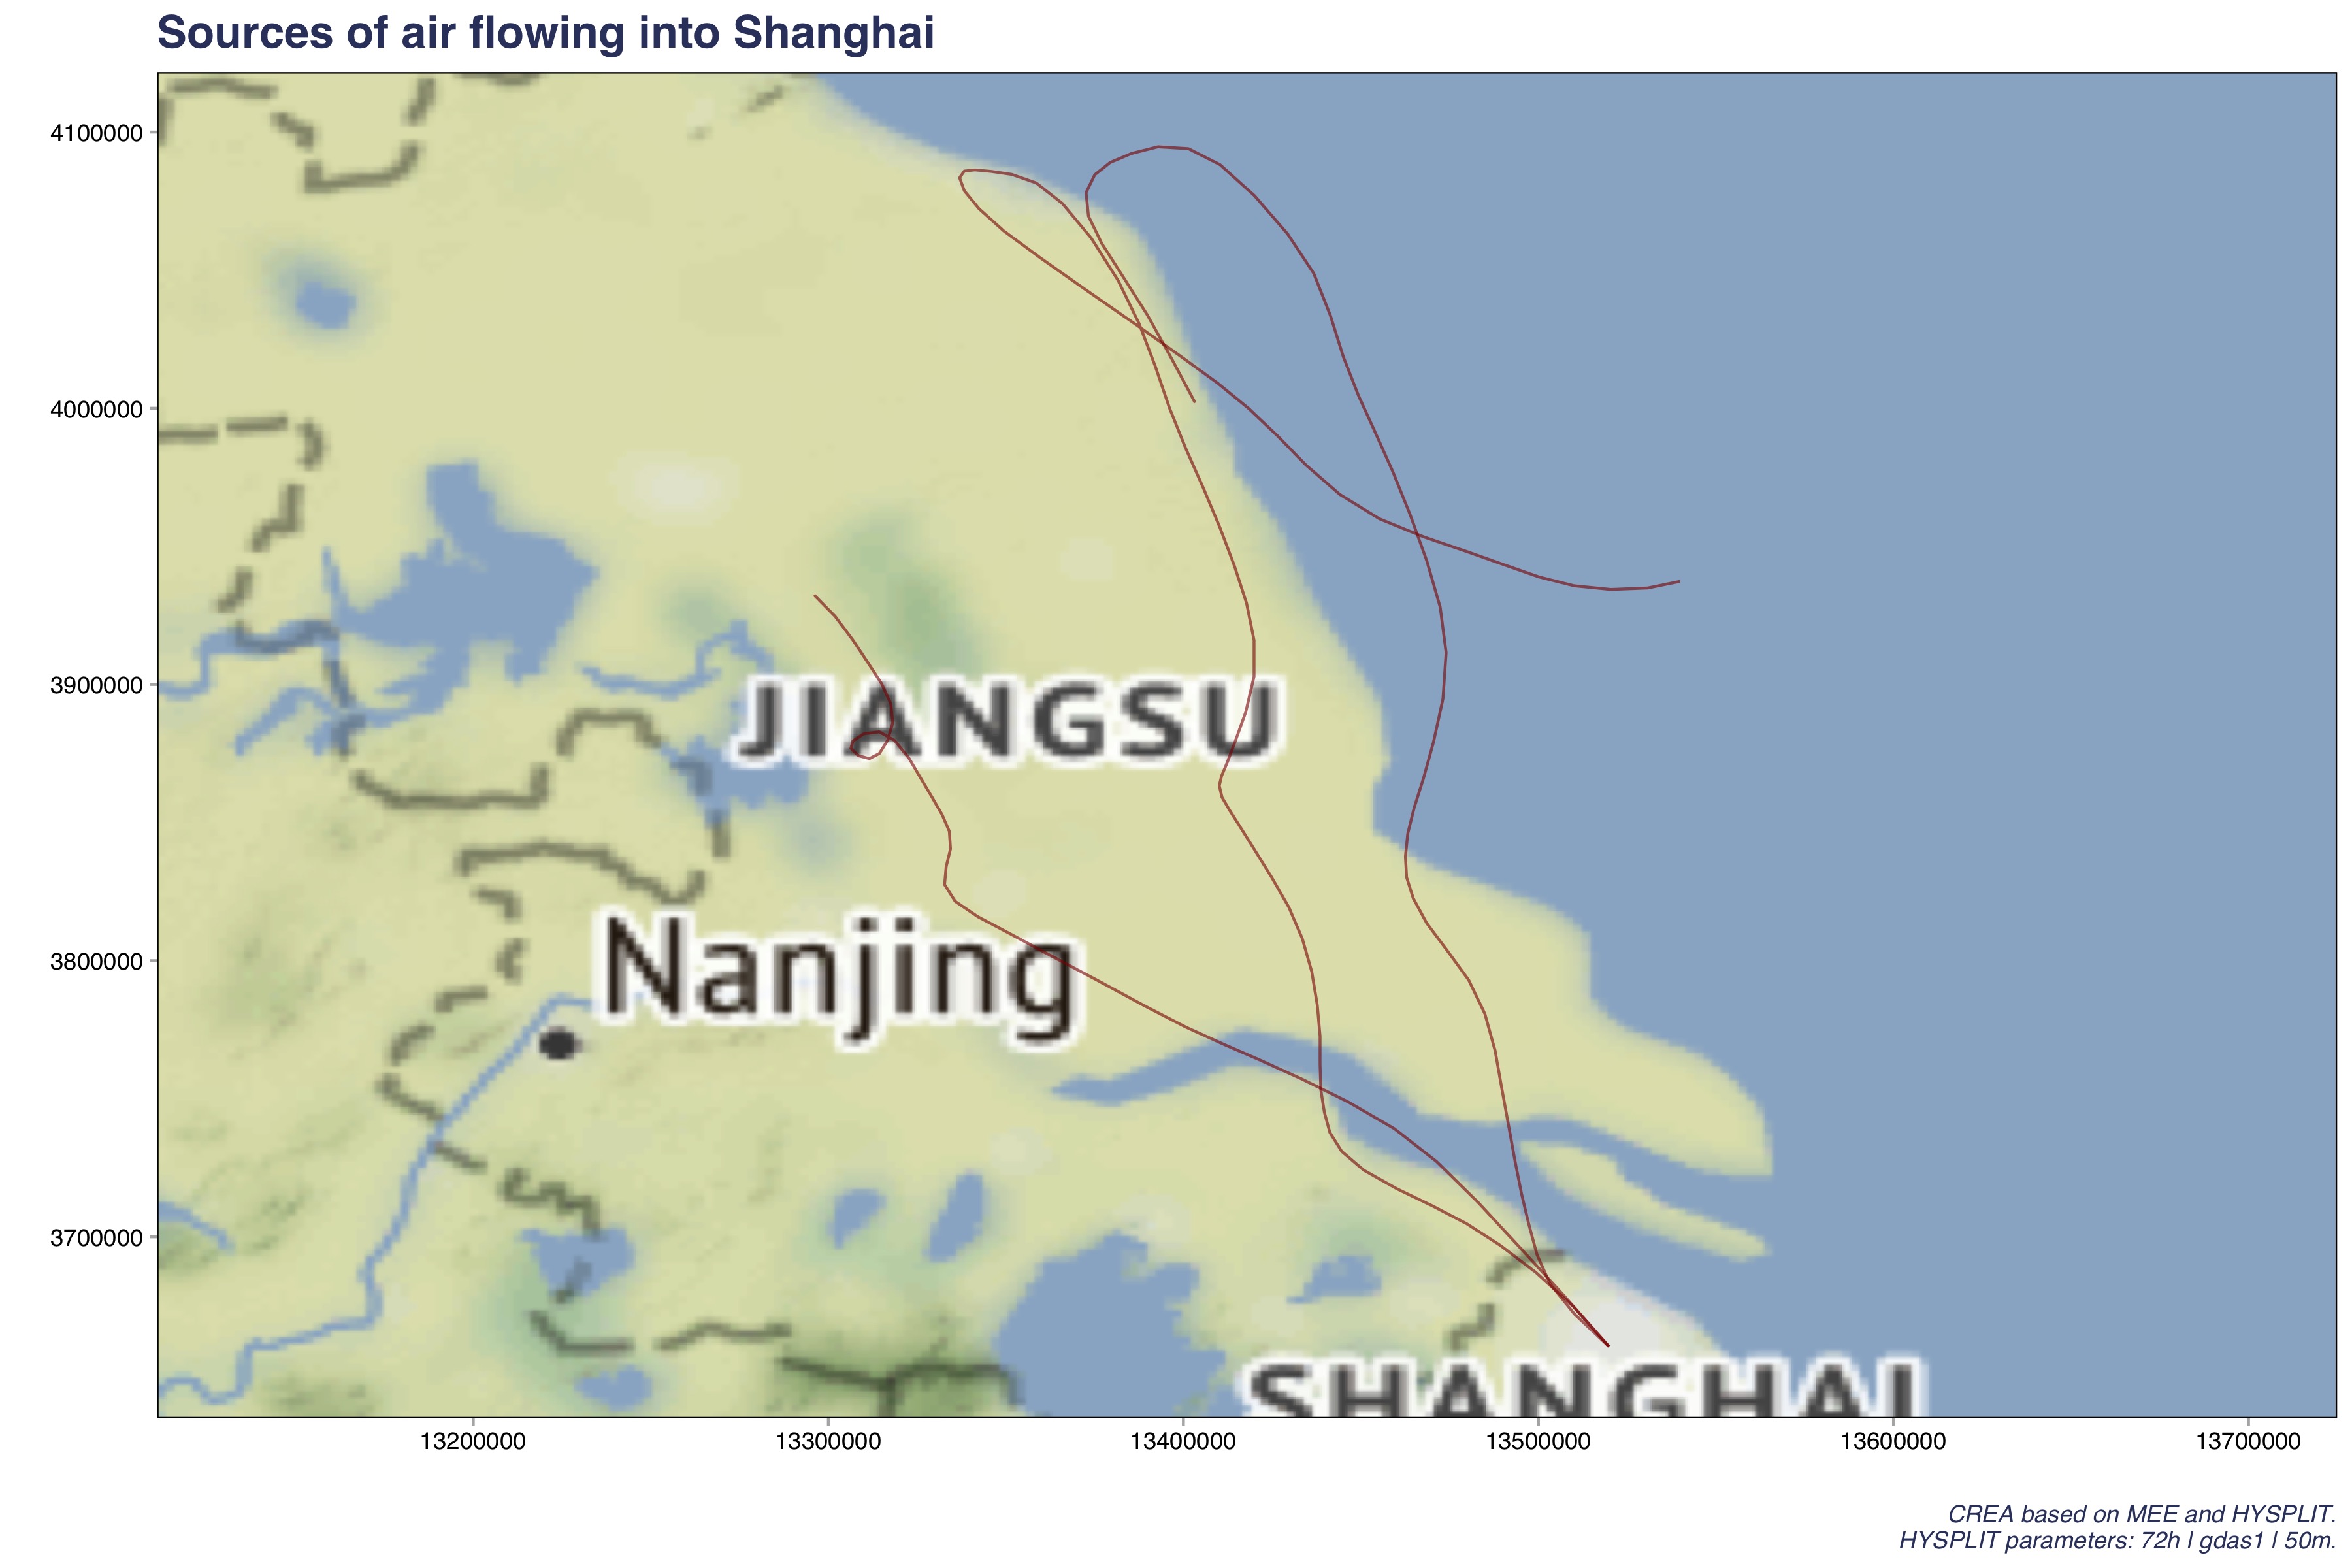 Sources of air flowing into Shanghai
4100000
4000000
3900000
3800000
3700000
JIANGSU
Nanjing
SHANGHAI
13200000
13300000
13400000
13500000
13600000
13700000
CREA based on MEE and HYSPLIT.
HYSPLIT parameters: 72h | gdas1 | 50m.